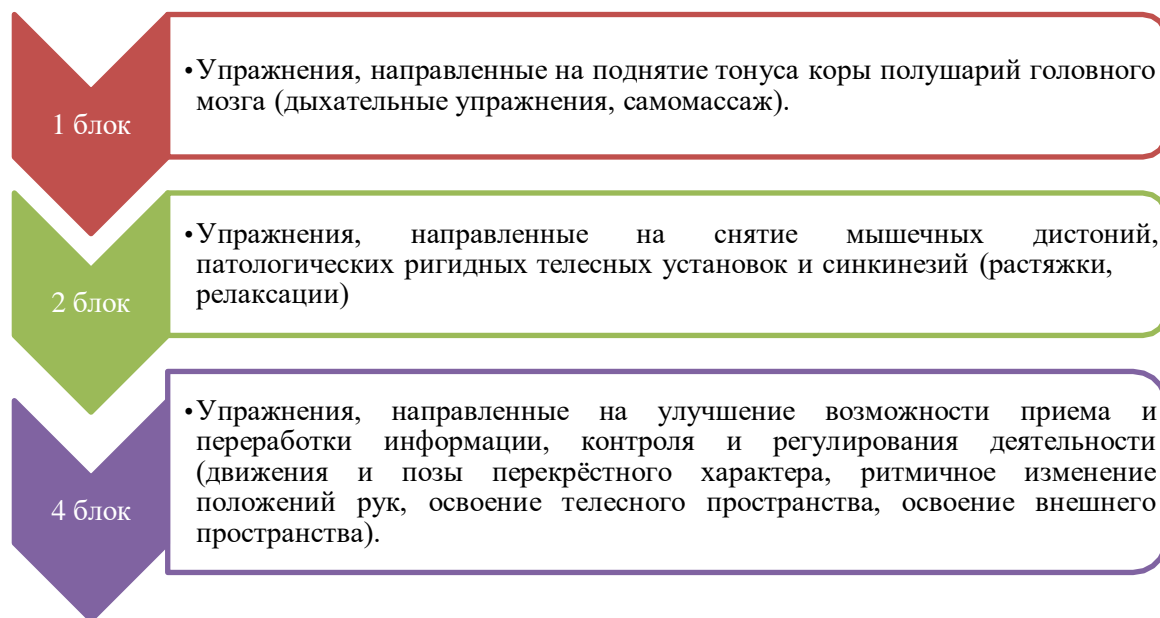 1 блок
•Упражнения, направленные на поднятие тонуса коры полушарий головного
мозга (дыхательные упражнения, самомассаж).
2 блок
•Упражнения, направленные на снятие мышечных дистоний,
патологических ригидных телесных установок и синкинезий (растяжки,
релаксации)
4 блок
•Упражнения, направленные на улучшение возможности приема и
переработки информации, контроля и регулирования деятельности
(движения и позы перекрёстного характера, ритмичное изменение
положений рук, освоение телесного пространства, освоение внешнего
пространства).